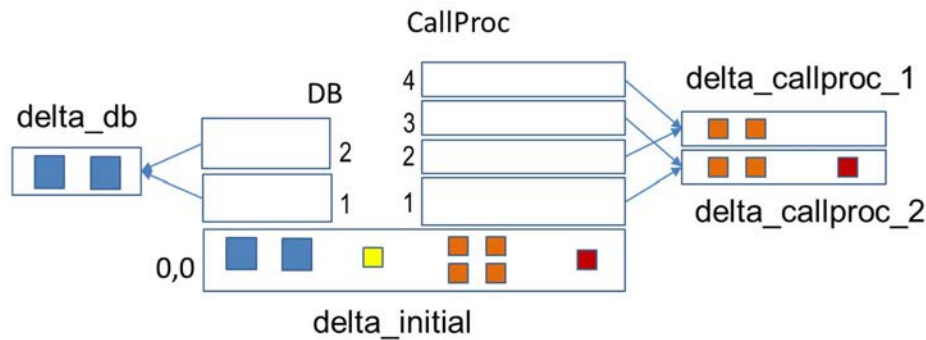 CallProc
4
delta_callproc_1
DB
3
delta_db
2
2
1
1
delta_callproc_2
0,0
delta_initial